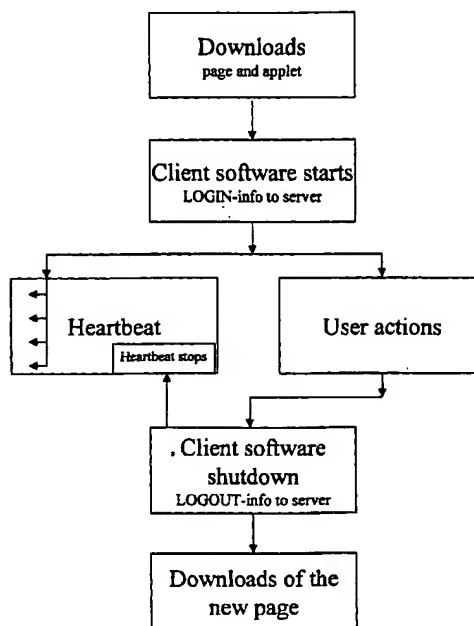 Downloads
page and applet
Client software starts
LOGIN-info to server
Heartbeat
Heartbeat stops
User actions
Client software
shutdown
LOGOUT-info to server
Downloads of the
new page